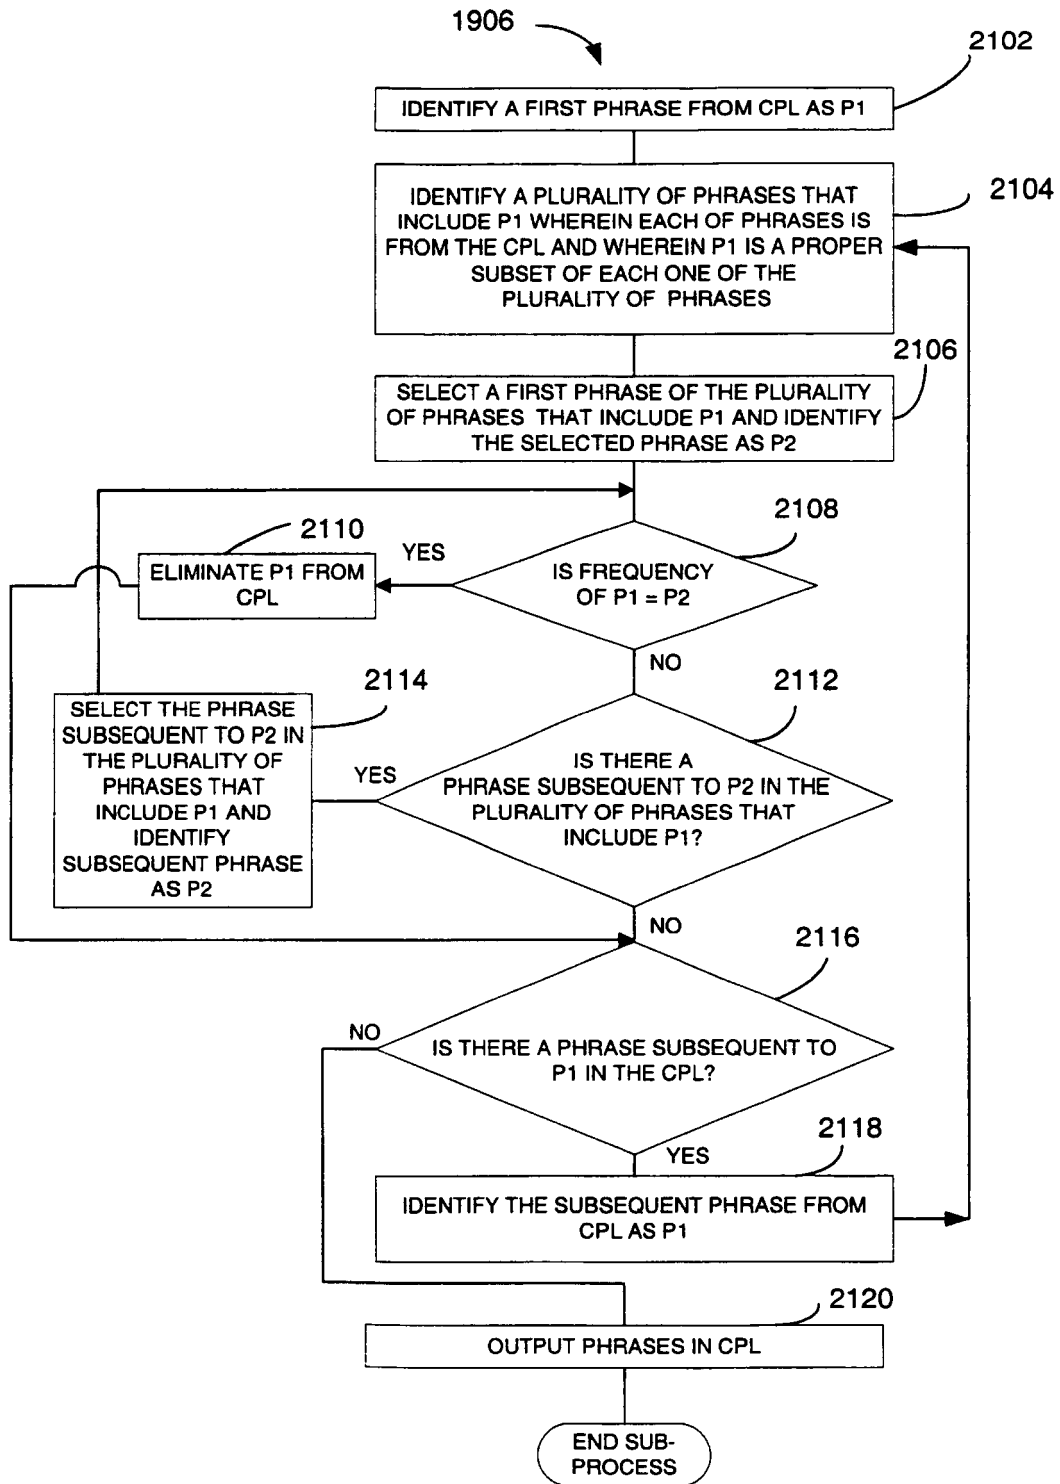 1906
2102
IDENTIFY A FIRST PHRASE FROM CPL AS P1
2104
IDENTIFY A PLURALITY OF PHRASES THAT
INCLUDE P1 WHEREIN EACH OF PHRASES IS
FROM THE CPL AND WHEREIN P1 IS A PROPER
SUBSET OF EACH ONE OF THE
PLURALITY OF PHRASES
2106
SELECT A FIRST PHRASE OF THE PLURALITY
OF PHRASES THAT INCLUDE P1 AND IDENTIFY
THE SELECTED PHRASE AS P2
2108
2110
YES
ELIMINATE P1 FROM
CPL
IS FREQUENCY
OF P1 = P2
NO
2112
2114
SELECT THE PHRASE
SUBSEQUENT TO P2 IN
THE PLURALITY OF
PHRASES THAT
INCLUDE P1 AND
IDENTIFY
SUBSEQUENT PHRASE
AS P2
YES
IS THERE A
PHRASE SUBSEQUENT TO P2 IN THE
PLURALITY OF PHRASES THAT
INCLUDE P1?
NO
2116
NO
IS THERE A PHRASE SUBSEQUENT TO
P1 IN THE CPL?
2118
YES
IDENTIFY THE SUBSEQUENT PHRASE FROM
CPL AS P1
2120
OUTPUT PHRASES IN CPL
END SUB-
PROCESS